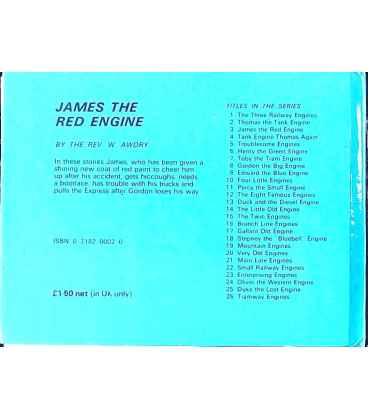 JAMES THE
RED ENGINE
BY THE REV. W. AWDRY
In these stories James, who has been given a
shining new coat of red paint to cheer him
up after his accident, gets hiccoughs, needs
a bootlace, has trouble with his trucks and
pulls the Express after Gordon loses his way.
ISBN 0 7182 0002 0
£1·60 net (in UK only)
TITLES IN THE SERIES
1 The Three Railway Engines
2 Thomas the Tank Engine
3 James the Red Engine
4 Tank Engine Thomas Again
5 Troublesome Engines
6 Henry the Green Engine
7 Toby the Tram Engine
8 Gordon the Big Engine
9 Edward the Blue Engine
10 Four Little Engines
11 Percy the Small Engine
12 The Eight Famous Engines
13 Duck and the Diesel Engine
14 The Little Old Engine
15 The Twin Engines
16 Branch Line Engines
17 Gallant Old Engine
18 Stepney the "Bluebell" Engine
19 Mountain Engines
20 Very Old Engines
21 Main Line Engines
22 Small Railway Engines
23 Enterprising Engines
24 Oliver the Western Engine
25 Duke the Lost Engine
26 Tramway Engines